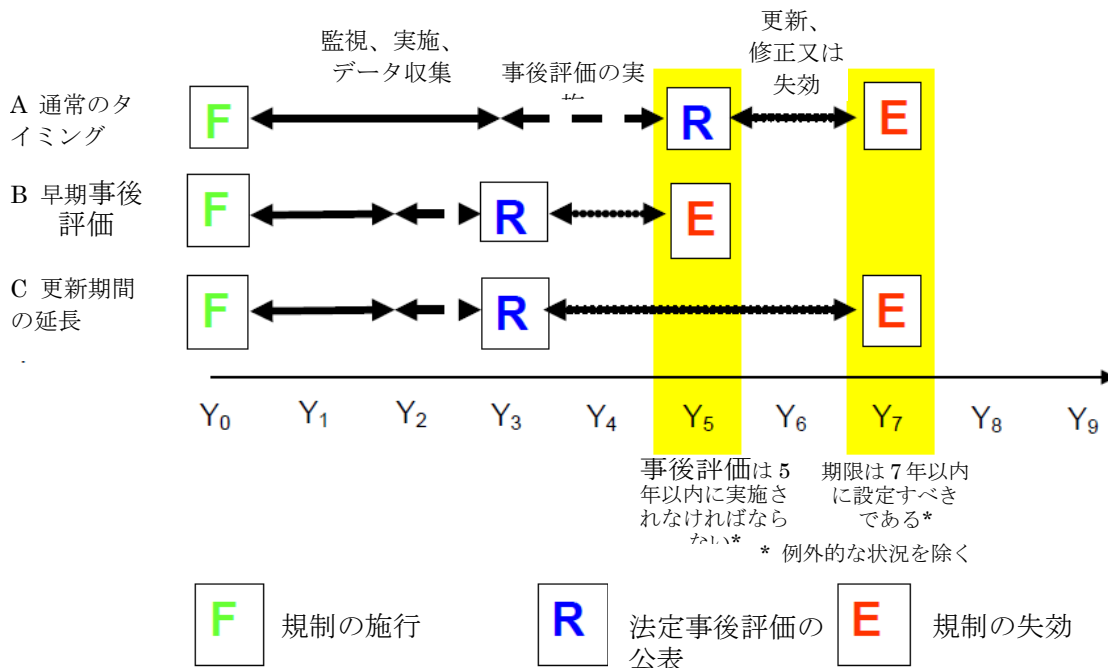 監視、実施、
データ収集
事後評価の実
更新、
修正又は
失効
A 通常のタ
イミング
F
R
E
B 早期事後
評価
F
R
E
C 更新期間
の延長
F
R
E
Y0 Y1 Y2 Y3 Y4 Y5 Y6 Y7 Y8 Y9
事後評価は 5
年以内に実施さ
れなければなら
ない*
期限は 7 年以内
に設定すべき
である*
* 例外的な状況を除く
F 規制の施行
R 法定事後評価の
公表
E 規制の失効